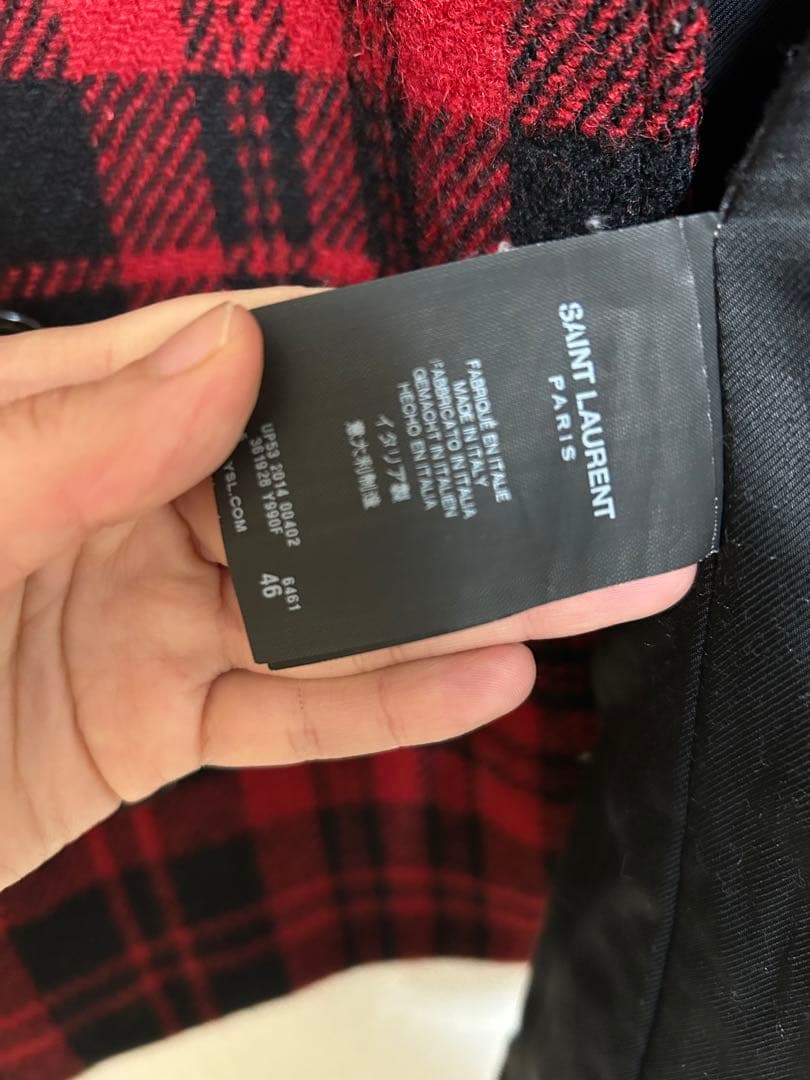 SAINT LAURENT
PARIS
FABRIQUÉ EN ITALIE
MADE IN ITALY
FABBRICATO IN ITALIA
GEMACHT IN ITALIEN
HECHO EN ITALIA
イタリア製
意大利制造
UP53 2014 00402 6461
361928 Y990F 46
YSL.COM